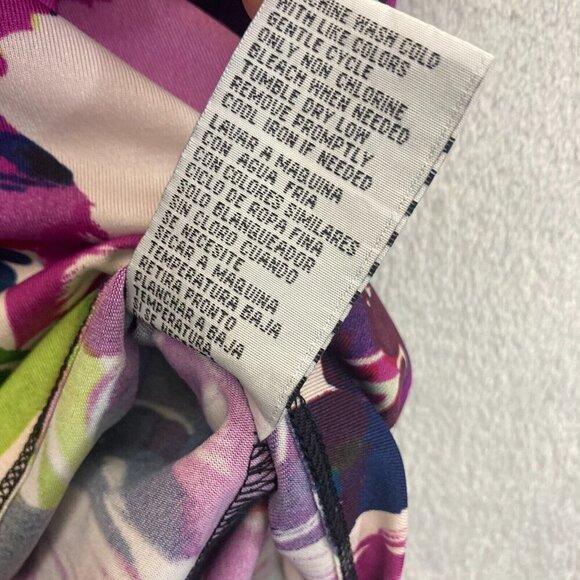 WASH COLD
WITH LIKE COLORS
GENTLE CYCLE
ONLY NON CHLORINE
BLEACH WHEN NEEDED
TUMBLE DRY LOW
REMOVE PROMPTLY
COOL IRON IF NEEDED
LAVAR A MAQUINA
CON AGUA FRIA
CON COLORES SIMILARES
CICLO DE ROPA FINA
SOLO BLANQUEADOR
SIN CLORO CUANDO
SE NECESITE
SECAR A MAQUINA
TEMPERATURA BAJA
RETIRA PRONTO
PLANCHAR A BAJA
TEMPERATURA